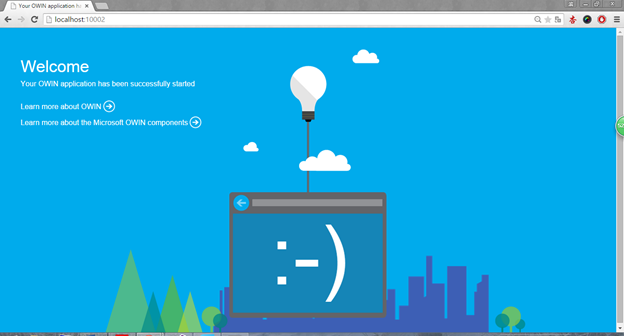 Your OWIN application ha
localhost:10002
Welcome
Your OWIN application has been successfully started
Learn more about OWIN
Learn more about the Microsoft OWIN components
:-)